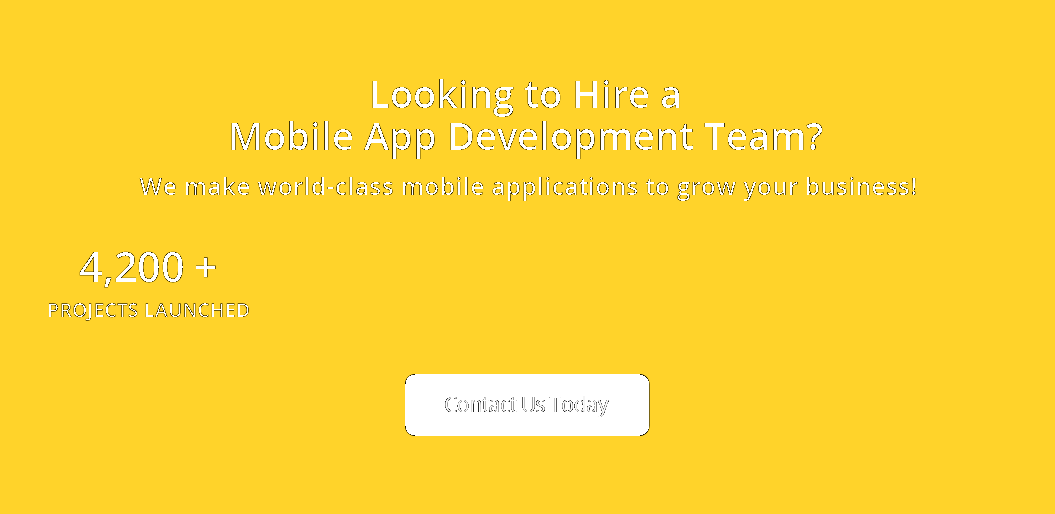 Looking to Hire a
Mobile App Development Team?
We make world-class mobile applications to grow your business!
4,200 +
PROJECTS LAUNCHED
Contact Us Today